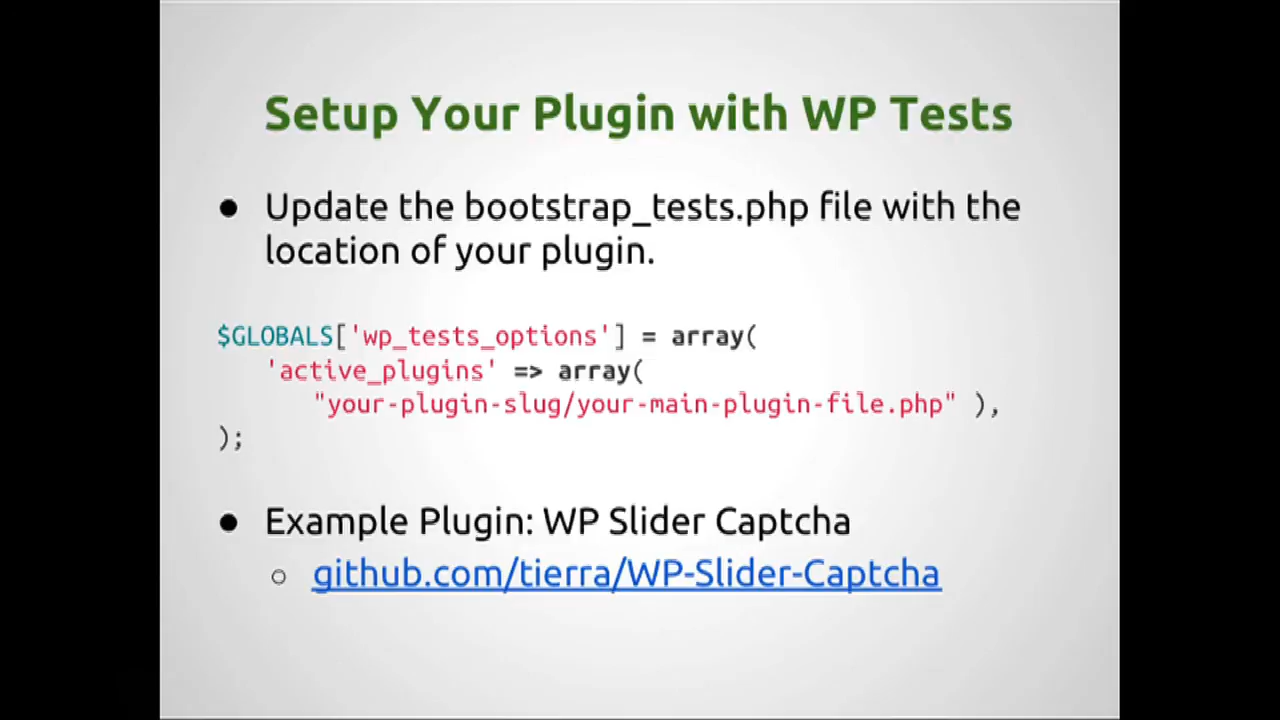 Setup Your Plugin with WP Tests
● Update the bootstrap_tests.php file with the
location of your plugin.
$GLOBALS['wp_tests_options'] = array(
'active_plugins' => array(
"your-plugin-slug/your-main-plugin-file.php" ),
);
● Example Plugin: WP Slider Captcha
○ github.com/tierra/WP-Slider-Captcha